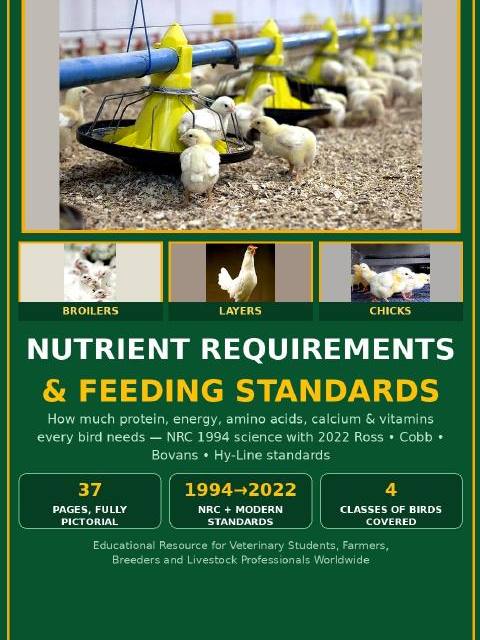 BROILERS
LAYERS
CHICKS
NUTRIENT REQUIREMENTS
& FEEDING STANDARDS
How much protein, energy, amino acids, calcium & vitamins
every bird needs — NRC 1994 science with 2022 Ross • Cobb •
Bovans • Hy-Line standards
37
PAGES, FULLY
PICTORIAL
1994→2022
NRC + MODERN
STANDARDS
4
CLASSES OF BIRDS
COVERED
Educational Resource for Veterinary Students, Farmers,
Breeders and Livestock Professionals Worldwide